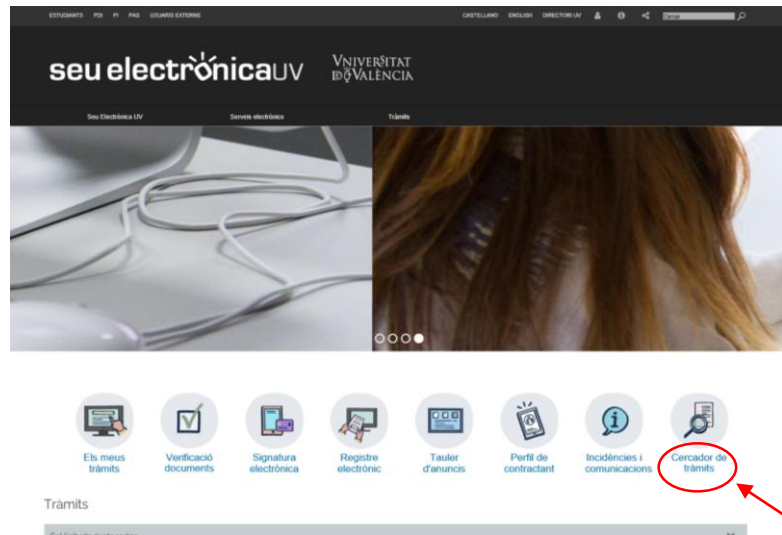 ESTUDIANTS PDI PI PAS USUARIS EXTERNS CASTELLANO ENGLISH DIRECTORI UV
seu electrònicauv VNIVERSITAT
D'VALÈNCIA
Seu Electrònica UV Serveis electrònics Tràmits
Els meus
tràmits
Verificació
documents
Signatura
electrònica
Registre
electrónic
Tauler
d'anuncis
Perfil de
contractant
Incidències i
comunicacions
Cercador de
tràmits
Tràmits